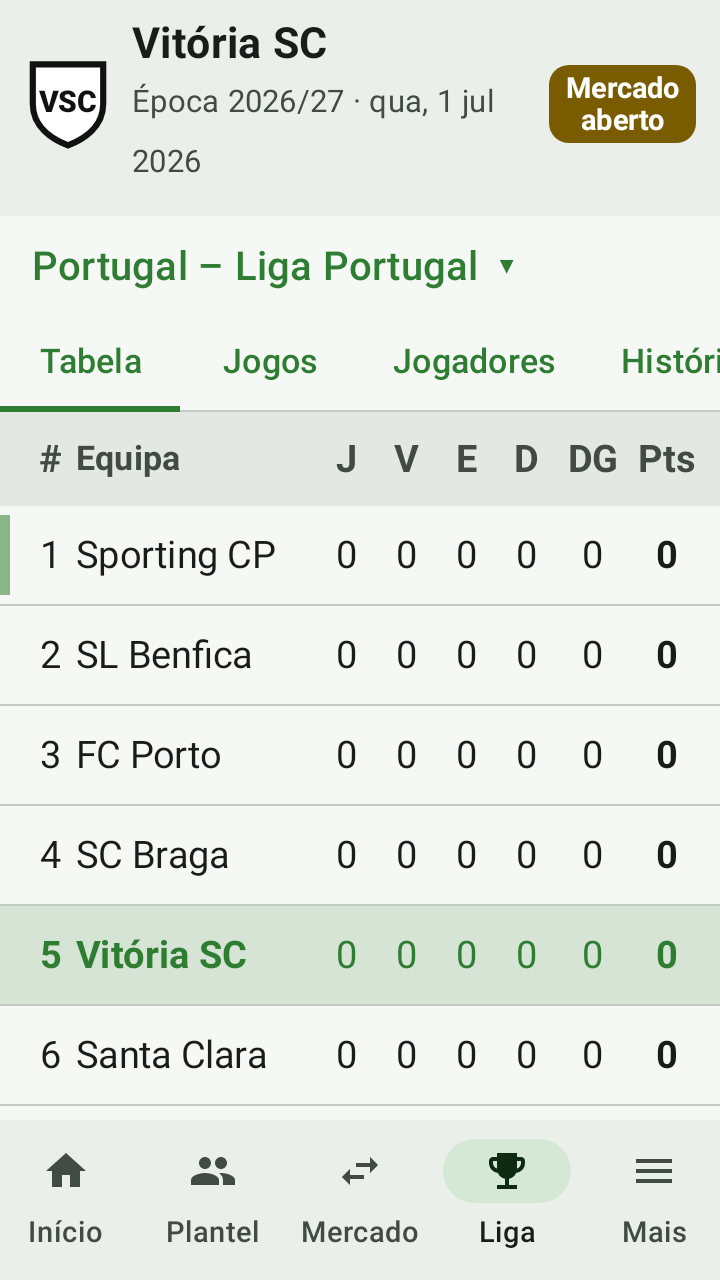 VSC
Vitória SC
Época 2026/27 · qua, 1 jul
2026
Mercado
aberto
Portugal – Liga Portugal ▼
Tabela Jogos Jogadores Históri
# Equipa J V E D DG Pts
1 Sporting CP 0 0 0 0 0 0
2 SL Benfica 0 0 0 0 0 0
3 FC Porto 0 0 0 0 0 0
4 SC Braga 0 0 0 0 0 0
5 Vitória SC 0 0 0 0 0 0
6 Santa Clara 0 0 0 0 0 0
Início Plantel Mercado Liga Mais